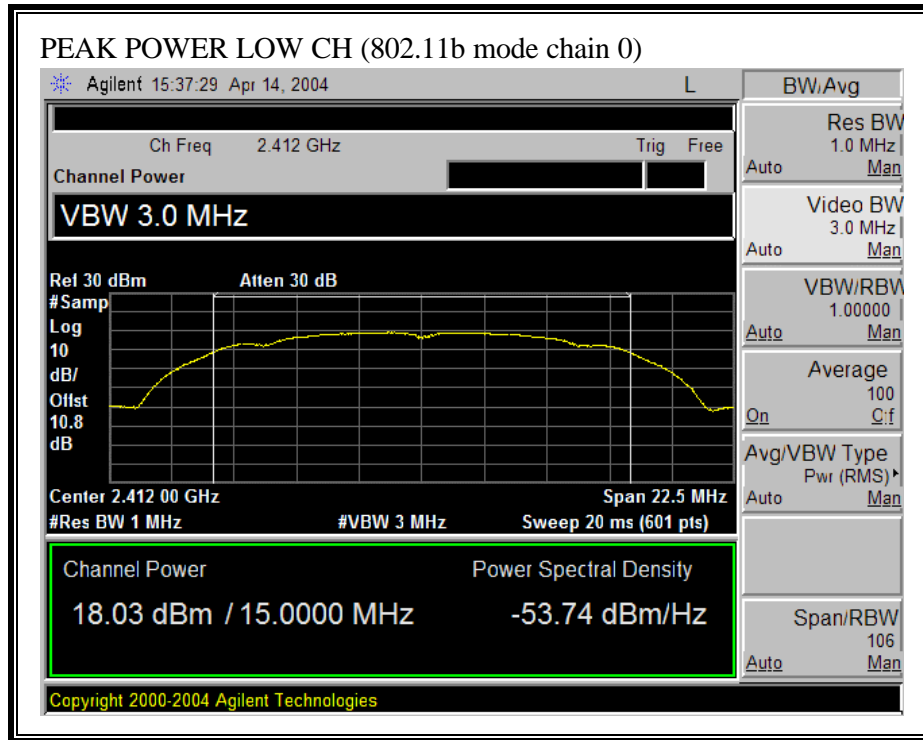 PEAK POWER LOW CH (802.11b mode chain 0)
Agilent 15:37:29 Apr 14, 2004 L
Ch Freq 2.412 GHz Trig Free
Channel Power
VBW 3.0 MHz
Ref 30 dBm Atten 30 dB
#Samp
Log
10
dB/
Offst
10.8
dB
Center 2.412 00 GHz Span 22.5 MHz
#Res BW 1 MHz #VBW 3 MHz Sweep 20 ms (601 pts)
Channel Power Power Spectral Density
18.03 dBm / 15.0000 MHz -53.74 dBm/Hz
Copyright 2000-2004 Agilent Technologies
BW/Avg
Res BW
1.0 MHz
Auto Man
Video BW
3.0 MHz
Auto Man
VBW/RBW
1.00000
Auto Man
Average
100
On Off
Avg/VBW Type
Pwr (RMS)
Auto Man
Span/RBW
106
Auto Man